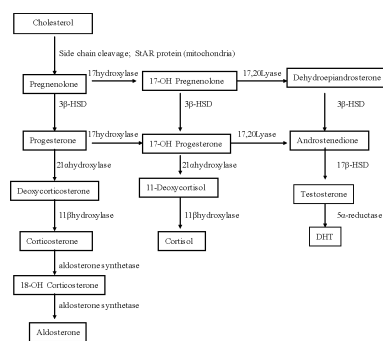 Cholesterol
Side chain cleavage; StAR protein (mitochondria)
Pregnenolone 17hydroxylase 17-OH Pregnenolone 17,20Lyase Dehydroepiandrosterone
3β-HSD 3β-HSD 3β-HSD
Progesterone 17hydroxylase 17-OH Progesterone 17,20Lyase Androstenedione
21αhydroxylase 21αhydroxylase 17β-HSD
Deoxycorticosterone 11-Deoxycortisol Testosterone
11βhydroxylase 11βhydroxylase 5α-reductase
Corticosterone Cortisol DHT
aldosterone synthetase
18-OH Corticosterone
aldosterone synthetase
Aldosterone